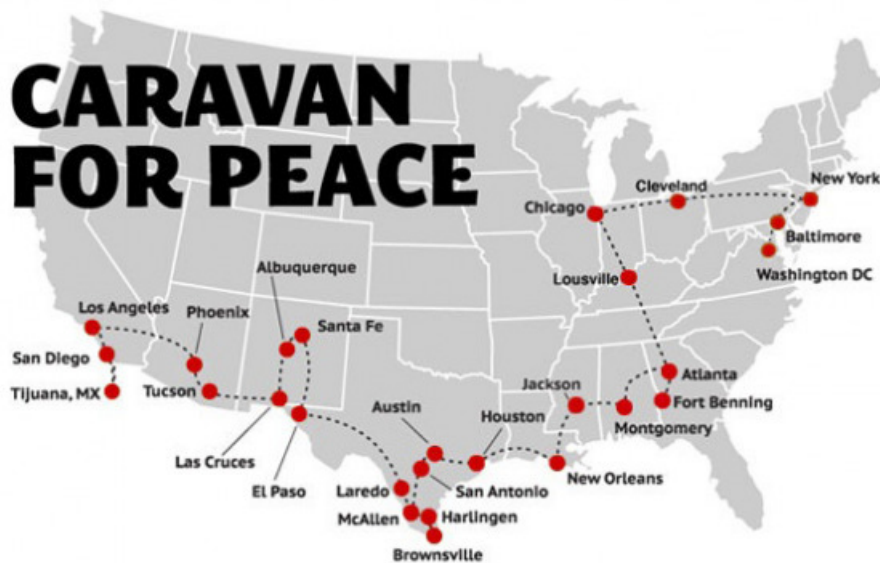 CARAVAN
FOR PEACE
New York
Cleveland
Chicago
Baltimore
Washington DC
Lousville
Albuquerque
Los Angeles
Phoenix
Santa Fe
San Diego
Tijuana, MX
Tucson
Atlanta
Jackson
Fort Benning
Austin
Houston
Montgomery
Las Cruces
New Orleans
El Paso
Laredo
San Antonio
McAllen
Harlingen
Brownsville